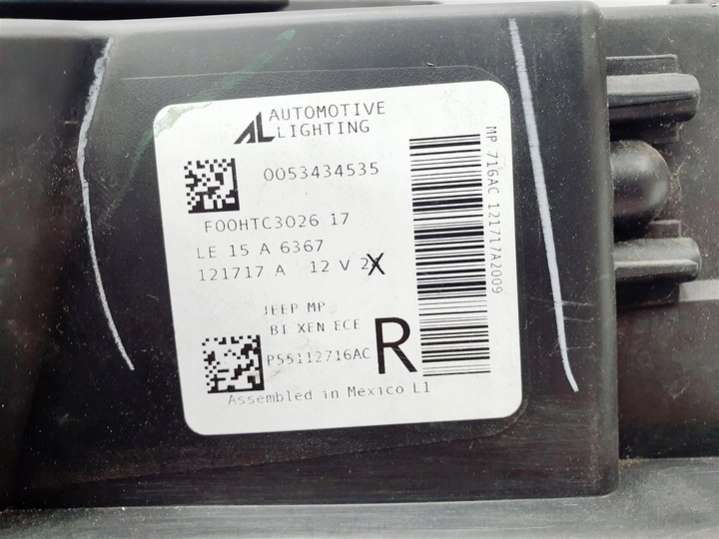 AL AUTOMOTIVE
LIGHTING
0053434535
F00HTC3026 17
LE 15 A 6367
121717 A 12 V 2X
JEEP MP
BI XEN ECE
P55112716AC R
Assembled in Mexico L1
MP 716AC 121717A2009